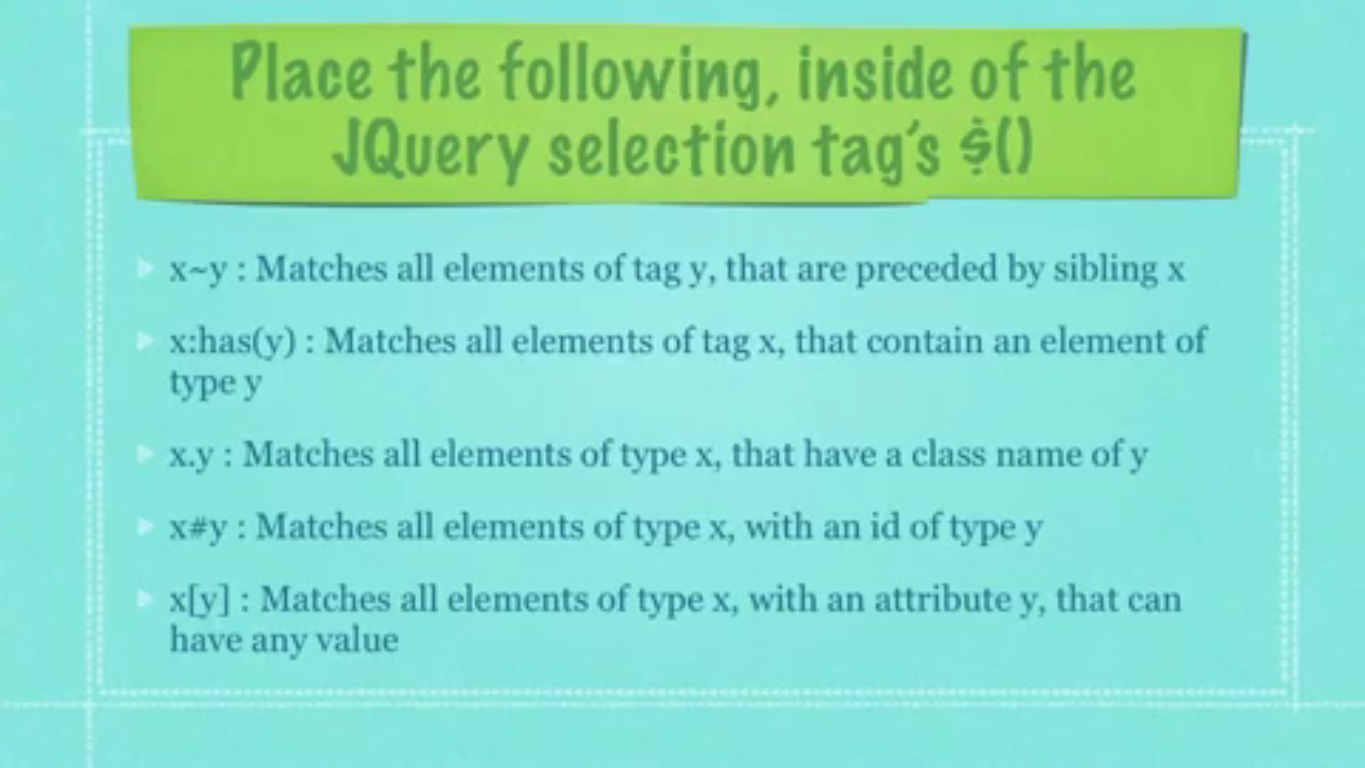 Place the following, inside of the
JQuery selection tag's $()
x~y : Matches all elements of tag y, that are preceded by sibling x
x:has(y) : Matches all elements of tag x, that contain an element of
type y
x.y : Matches all elements of type x, that have a class name of y
x#y : Matches all elements of type x, with an id of type y
x[y] : Matches all elements of type x, with an attribute y, that can
have any value